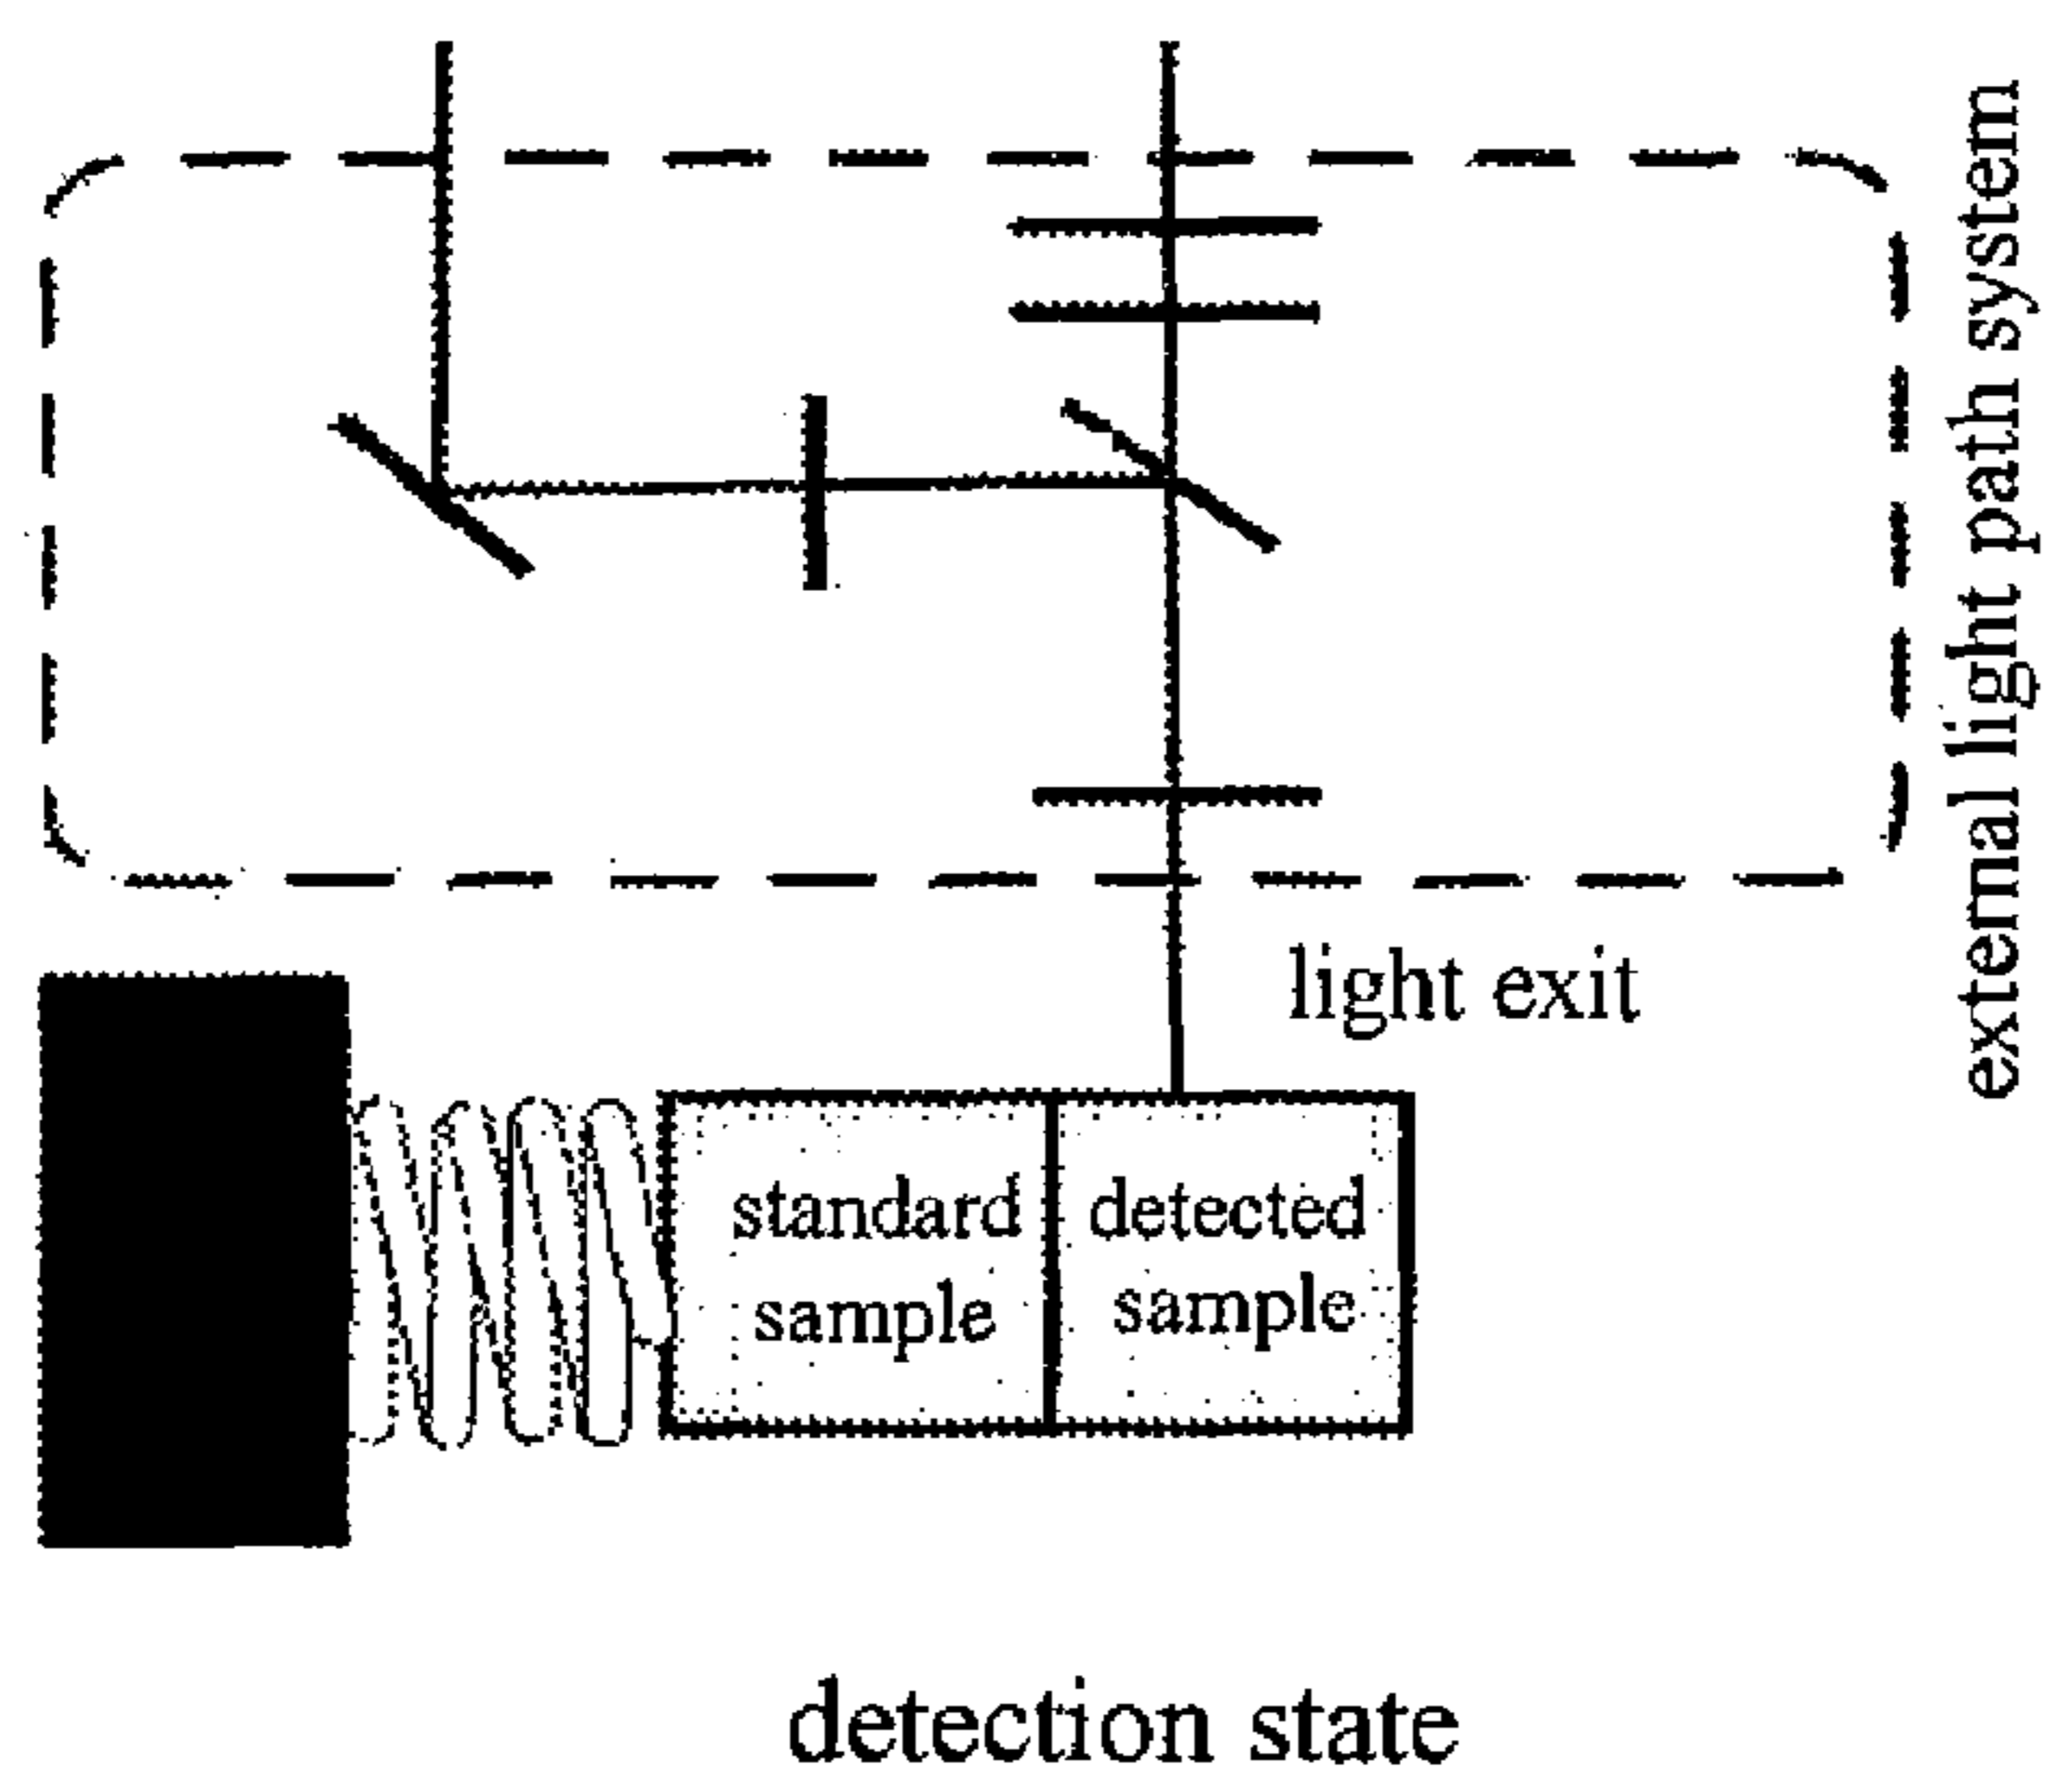 external light path system
light exit
standard
sample
detected
sample
detection state